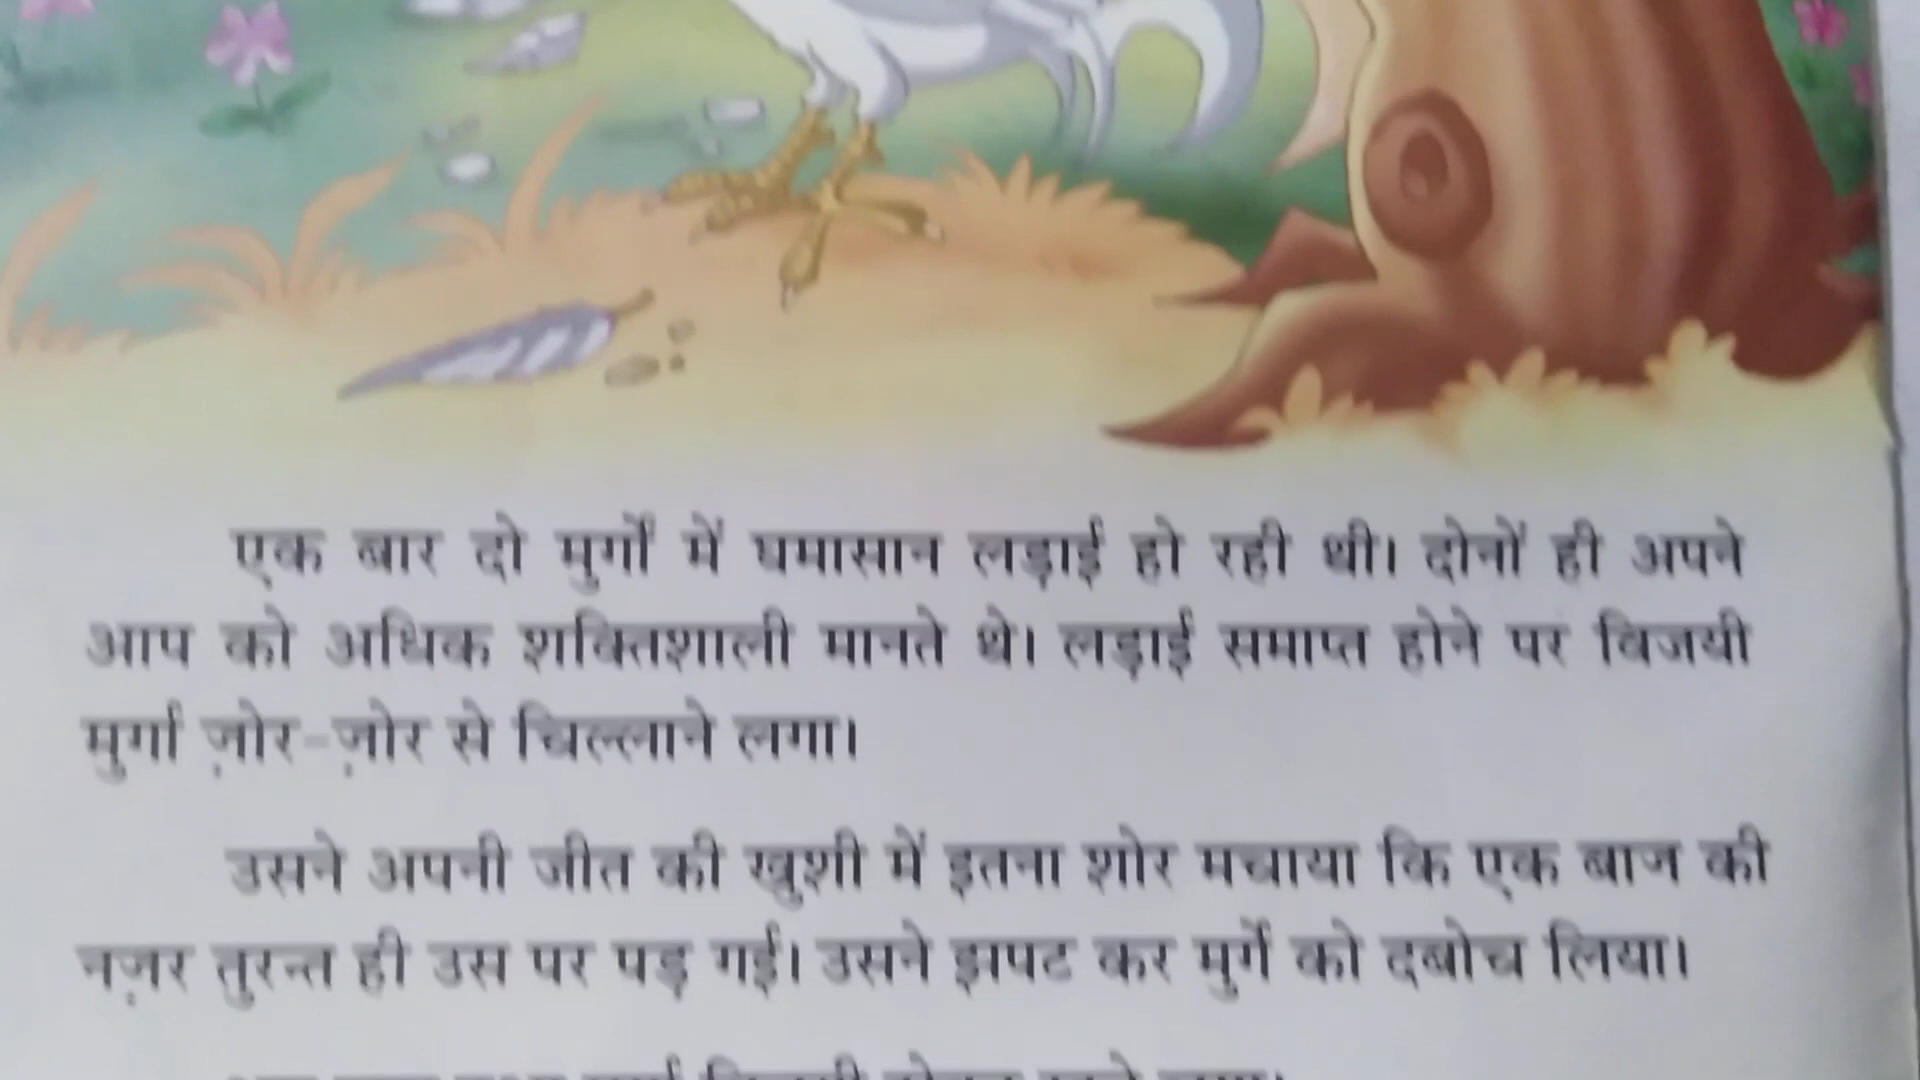 एक बार दो मुर्गों में घमासान लड़ाई हो रही थी। दोनों ही अपने
आप को अधिक शक्तिशाली मानते थे। लड़ाई समाप्त होने पर विजयी
मुर्गा ज़ोर-ज़ोर से चिल्लाने लगा।
उसने अपनी जीत की खुशी में इतना शोर मचाया कि एक बाज की
नज़र तुरन्त ही उस पर पड़ गई। उसने झपट कर मुर्गे को दबोच लिया।